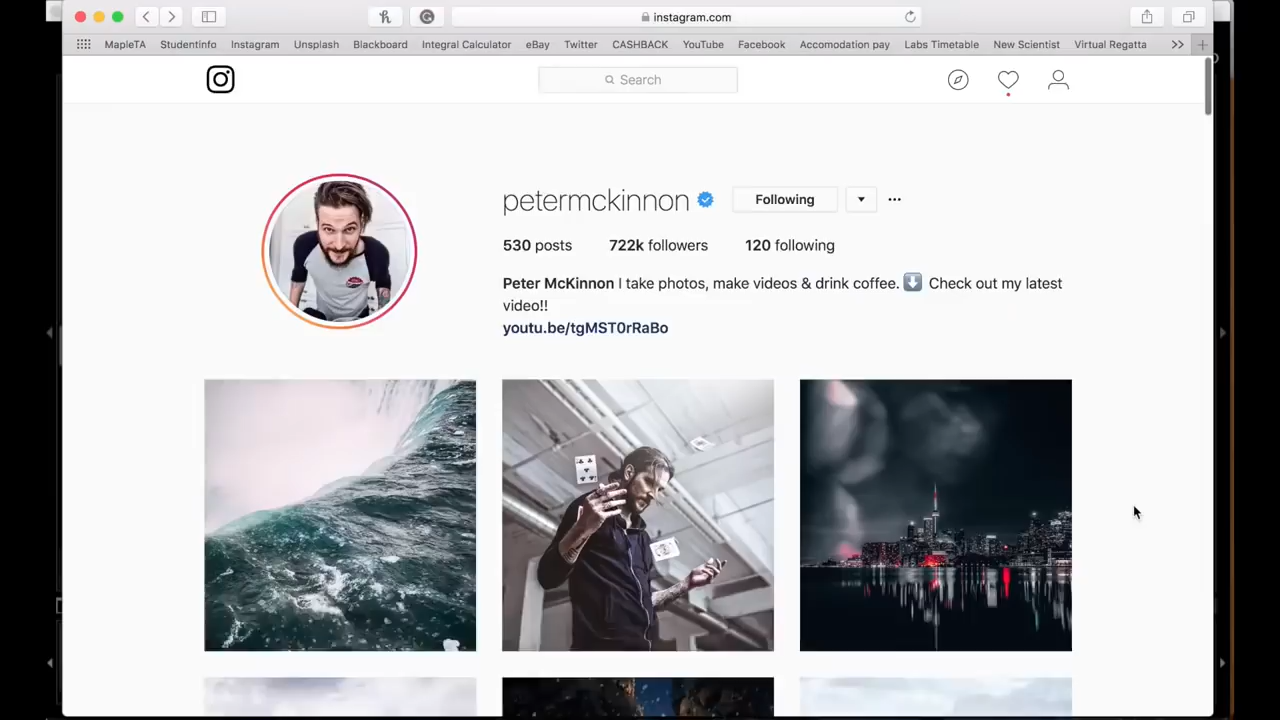 instagram.com
MapleTA Studentinfo Instagram Unsplash Blackboard Integral Calculator eBay Twitter CASHBACK YouTube Facebook Accomodation pay Labs Timetable New Scientist Virtual Regatta
Search
petermckinnon Following
530 posts 722k followers 120 following
Peter McKinnon I take photos, make videos & drink coffee. ⬇️ Check out my latest
video!!
youtu.be/tgMST0rRaBo